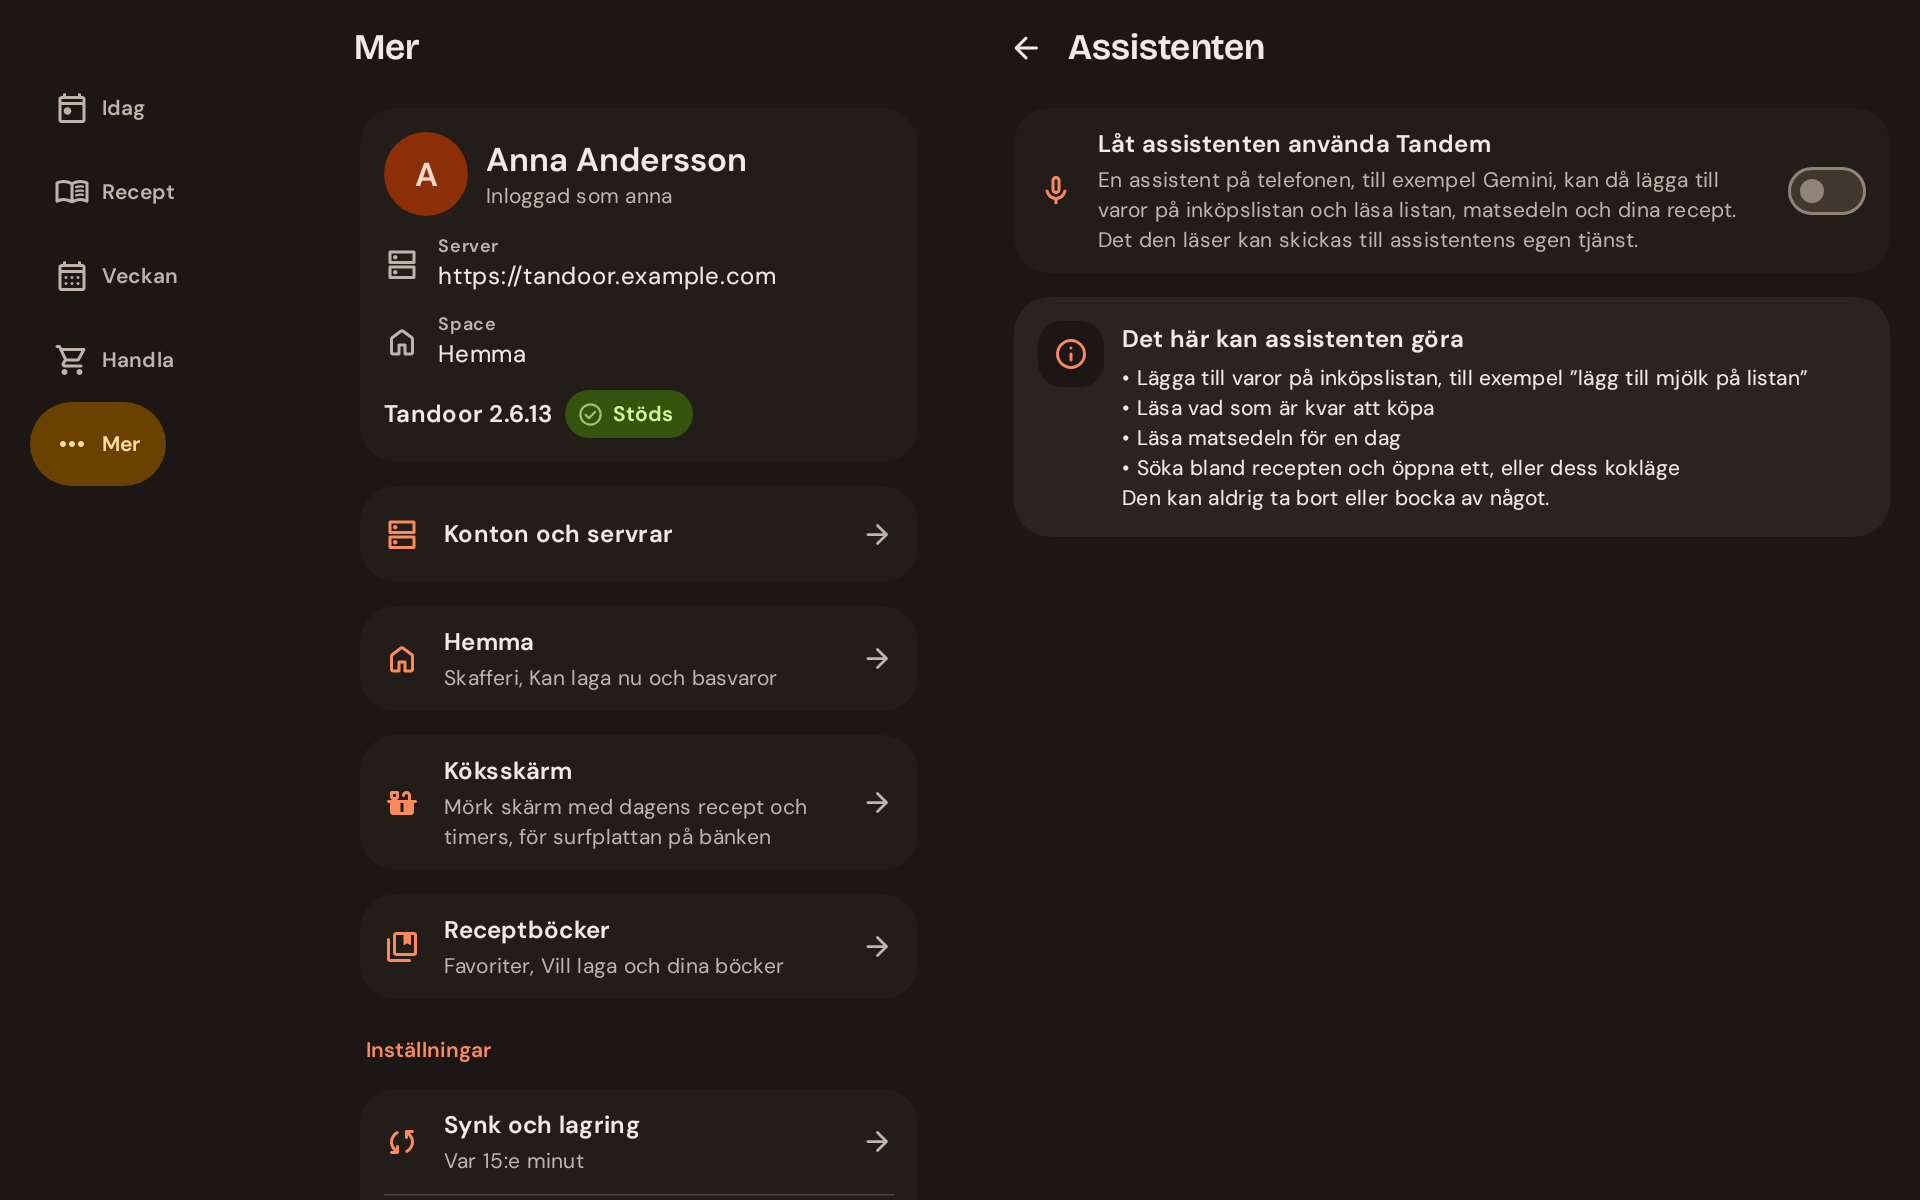 Idag
Recept
Veckan
Handla
Mer
Mer
A
Anna Andersson
Inloggad som anna
Server
https://tandoor.example.com
Space
Hemma
Tandoor 2.6.13
Stöds
Konton och servrar
Hemma
Skafferi, Kan laga nu och basvaror
Köksskärm
Mörk skärm med dagens recept och
timers, för surfplattan på bänken
Receptböcker
Favoriter, Vill laga och dina böcker
Inställningar
Synk och lagring
Var 15:e minut
Assistenten
Låt assistenten använda Tandem
En assistent på telefonen, till exempel Gemini, kan då lägga till
varor på inköpslistan och läsa listan, matsedeln och dina recept.
Det den läser kan skickas till assistentens egen tjänst.
Det här kan assistenten göra
• Lägga till varor på inköpslistan, till exempel ”lägg till mjölk på listan”
• Läsa vad som är kvar att köpa
• Läsa matsedeln för en dag
• Söka bland recepten och öppna ett, eller dess kokläge
Den kan aldrig ta bort eller bocka av något.